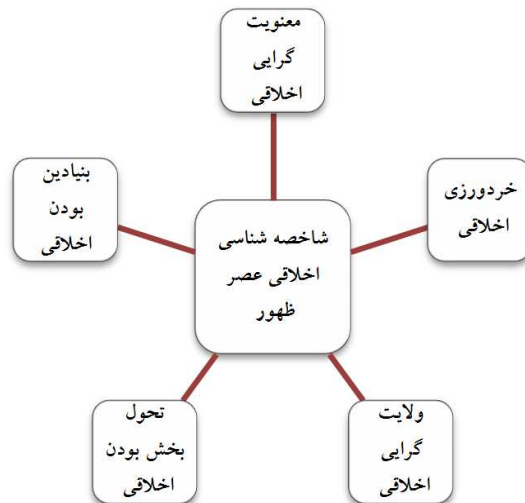 معنویت
گرایی
اخلاقی
خردورزی
اخلاقی
بنیادین
بودن
اخلاقی
شاخصه شناسی
اخلاقی عصر
ظهور
ولایت
گرایی
اخلاقی
تحول
بخش بودن
اخلاقی